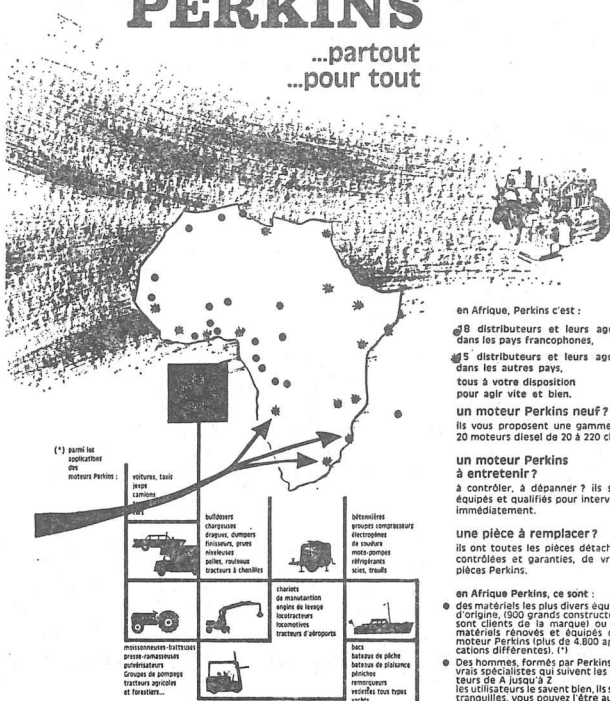 PERKINS
...partout
...pour tout
en Afrique, Perkins c'est :
18 distributeurs et leurs
dans les pays francophones,
15 distributeurs et leurs
dans les autres pays,
tous à votre disposition
pour agir vite et bien.
un moteur Perkins neuf ?
ils vous proposent une gamme
20 moteurs diesel de 20 à 220
un moteur Perkins
à entretenir ?
à contrôler, à dépanner ? ils
équipés et qualifiés pour
immédiatement.
une pièce à remplacer ?
ils ont toutes les pièces
contrôlées et garanties, de
pièces Perkins.
en Afrique Perkins, ce sont :
des matériels les plus divers
d'origine, (900 grands
sont clients de la marque) ou
matériels rénovés et équipés
moteur Perkins (plus de 4.800
cations différentes). (*)
Des hommes, formés par Perkins
vrais spécialistes qui suivent les
teurs de A jusqu'à Z
les utilisateurs le savent bien, ils
tranquilles, vous pouvez l'être
(*) parmi les
applications
des
moteurs Perkins :
voitures, taxis
jeeps
camions
cars
bulldozers
chargeuses
dragues, dumpers
finisseurs, grues
niveleuses
pelles, rouleaux
tracteurs à chenilles
bétonnières
groupes compresseurs
électrogènes
de soudure
moto-pompes
réfrigérants
scies, treuils
chariots
de manutention
engins de levage
locotracteurs
locomotives
tracteurs d'aéroports
moissonneuses-batteuses
presse-ramasseuses
pulvérisateurs
Groupes de pompage
tracteurs agricoles
et forestiers...
bacs
bateaux de pêche
bateaux de plaisance
péniches
remorqueurs
vedettes tous types
yachts